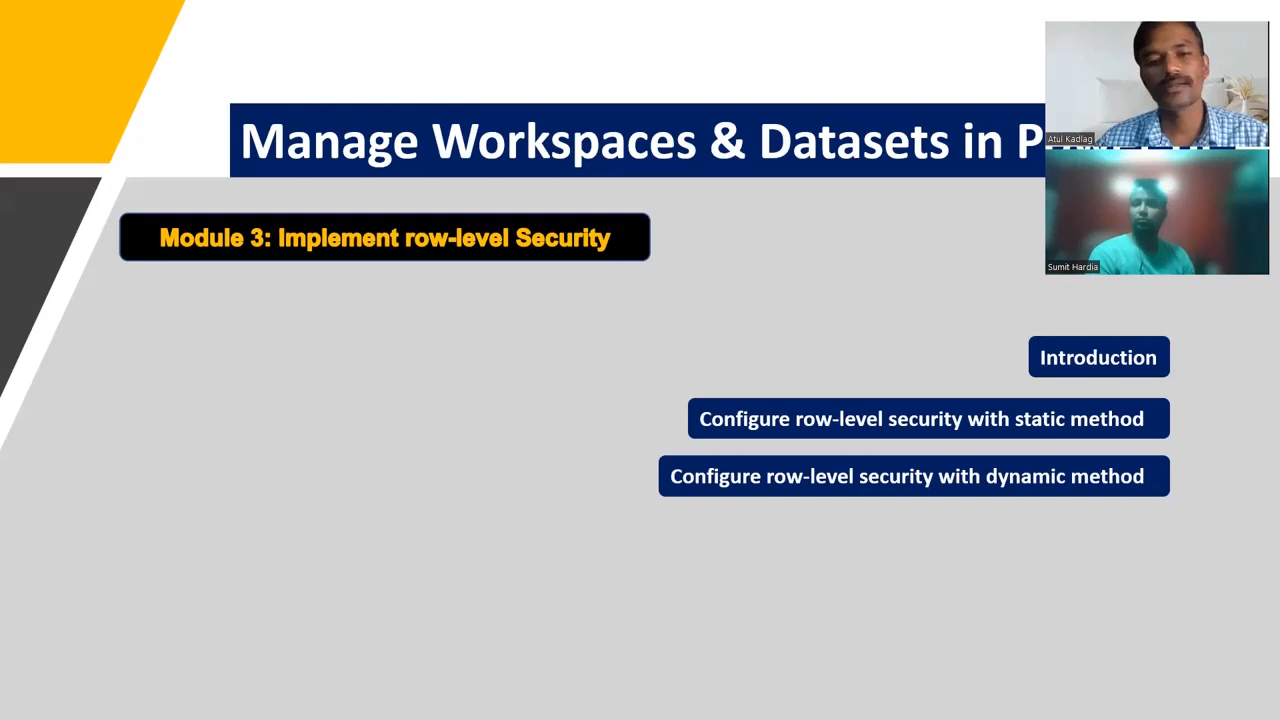 Manage Workspaces & Datasets in
Atul Kadlag
Module 3: Implement row-level Security
Sumit Hardia
Introduction
Configure row-level security with static method
Configure row-level security with dynamic method